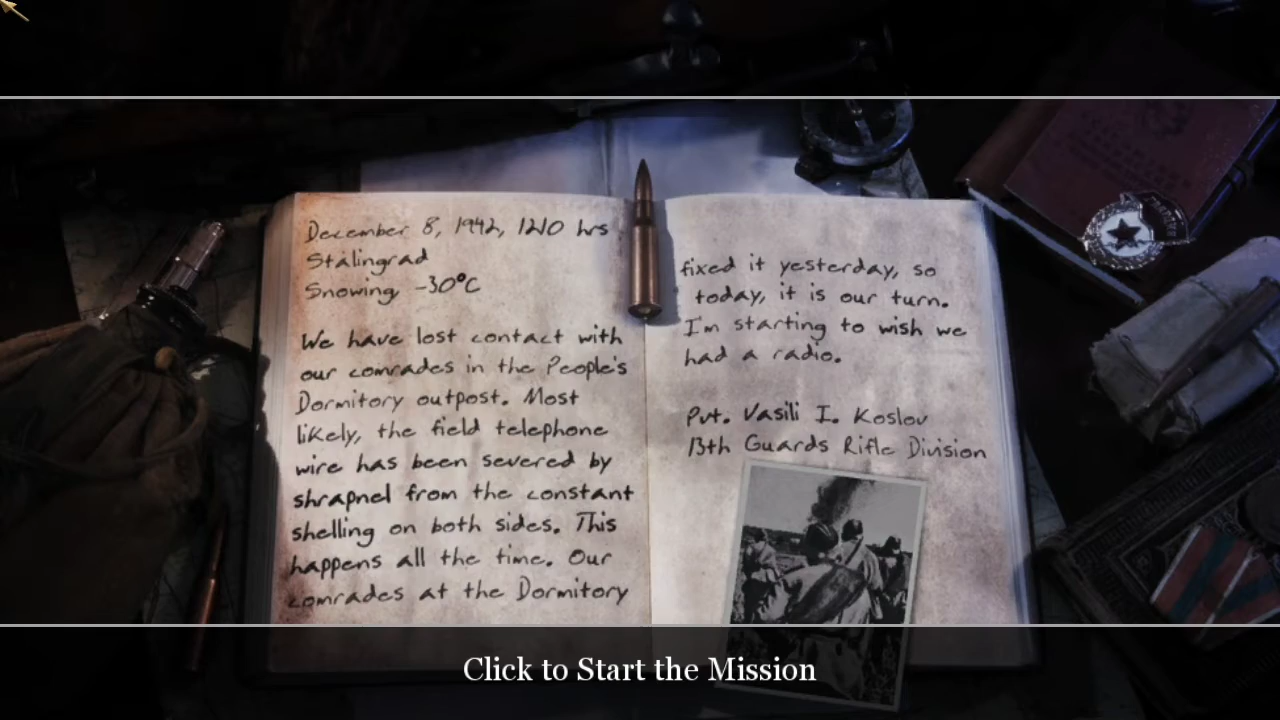 December 8, 1942, 1210 hrs
Stalingrad
Snowing -30°C
We have lost contact with
our comrades in the People's
Dormitory outpost. Most
likely, the field telephone
wire has been severed by
shrapnel from the constant
shelling on both sides. This
happens all the time. Our
comrades at the Dormitory
fixed it yesterday, so
today, it is our turn.
I'm starting to wish we
had a radio.
Pvt. Vasili I. Koslov
13th Guards Rifle Division
Click to Start the Mission